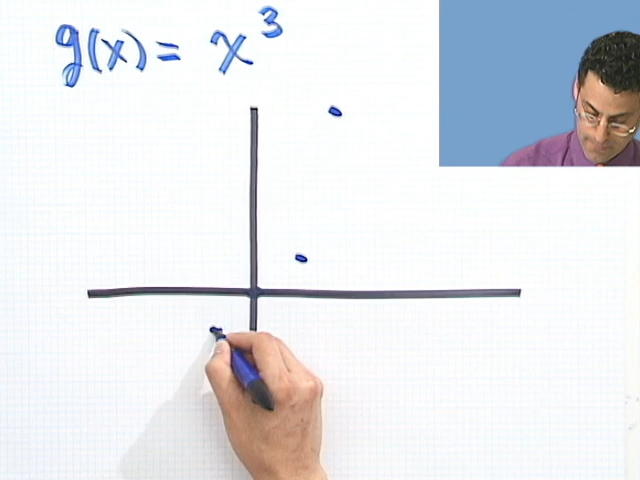 g(x) = x³